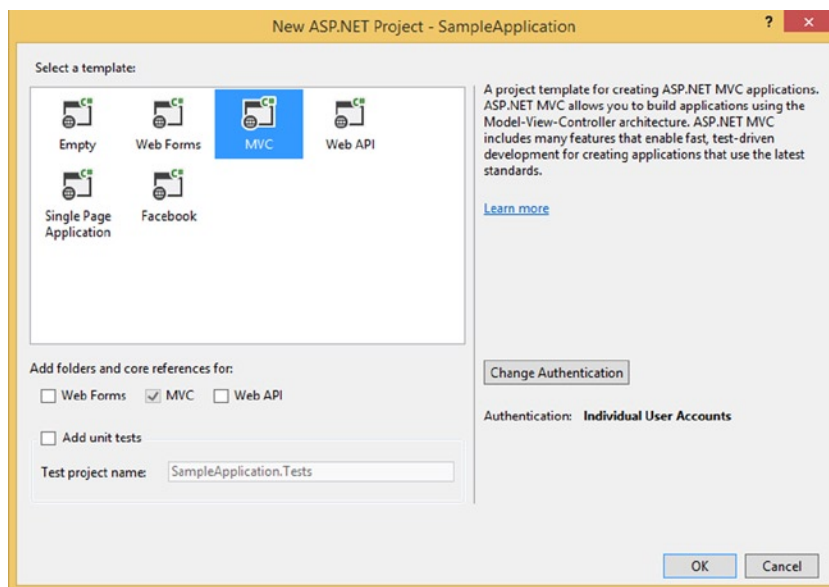 New ASP.NET Project - SampleApplication
?
Select a template:
Empty
Web Forms
MVC
Web API
Single Page
Application
Facebook
A project template for creating ASP.NET MVC applications.
ASP.NET MVC allows you to build applications using the
Model-View-Controller architecture. ASP.NET MVC
includes many features that enable fast, test-driven
development for creating applications that use the latest
standards.
Learn more
Add folders and core references for:
Web Forms
MVC
Web API
Add unit tests
Test project name: SampleApplication.Tests
Change Authentication
Authentication: Individual User Accounts
OK
Cancel